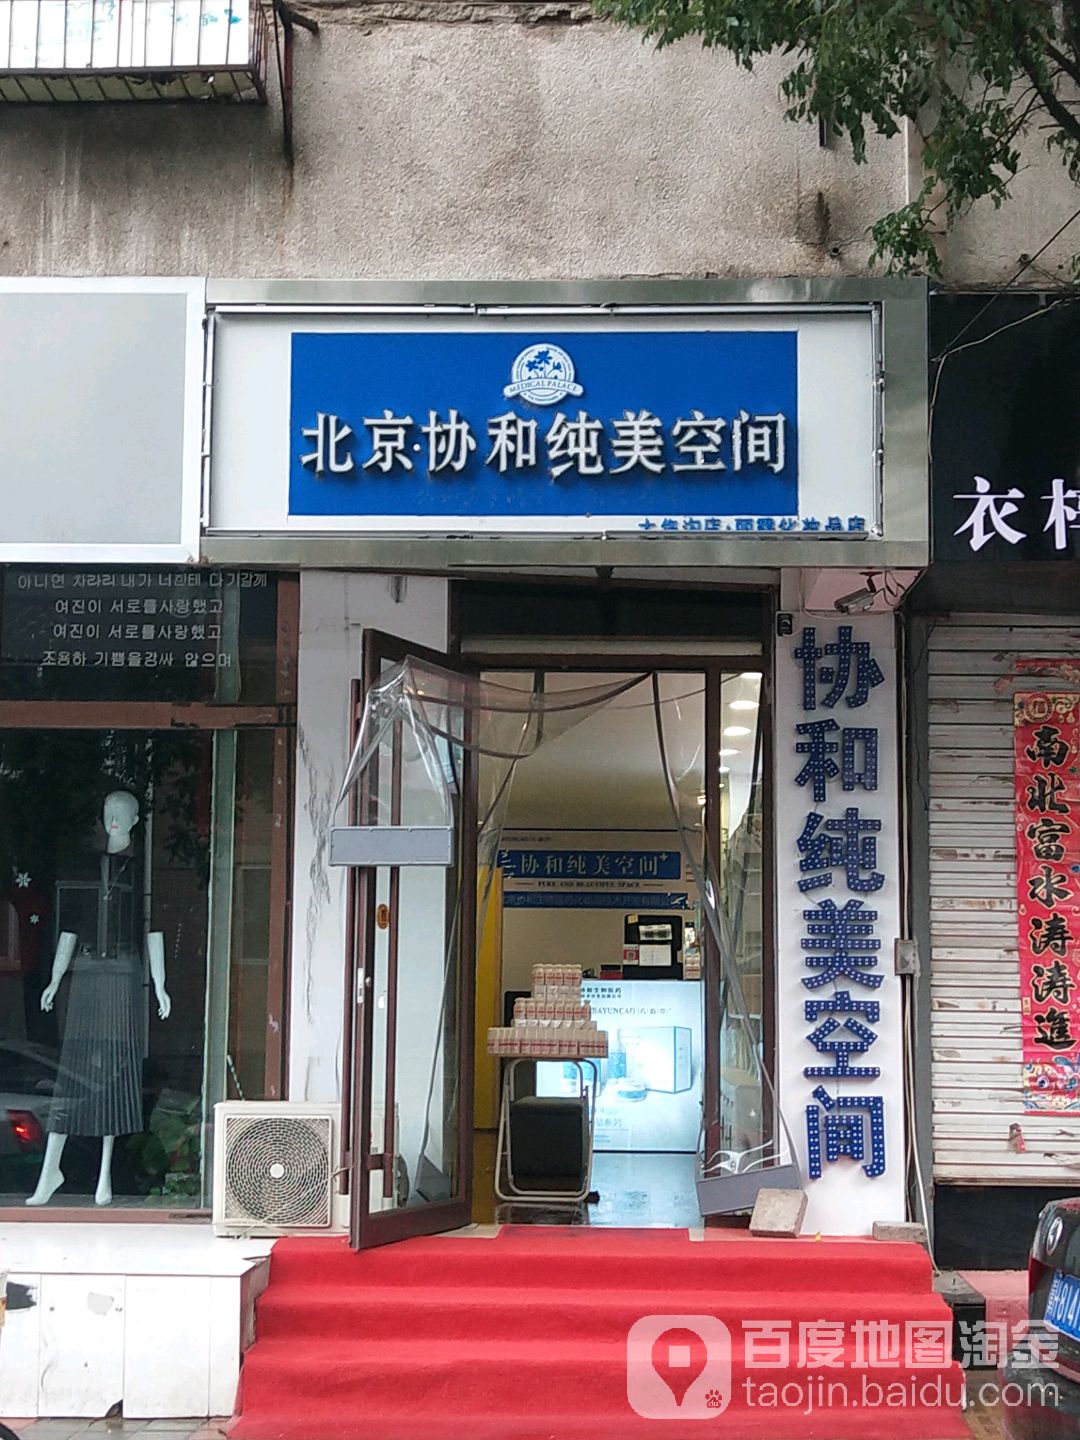 MEDICAL PALACE
北京·协和纯美空间
衣
아니면 차라리 내가 너한테 다기갈께
여진이 서로를사랑했고
여진이 서로를사랑했고
조용하 기쁨을감싸 않으며
协和纯美空间
协和纯美空间
PURE AND BEAUTIFUL SPACE
南北富水涛涛進
百度地图淘金
taojin.baidu.com